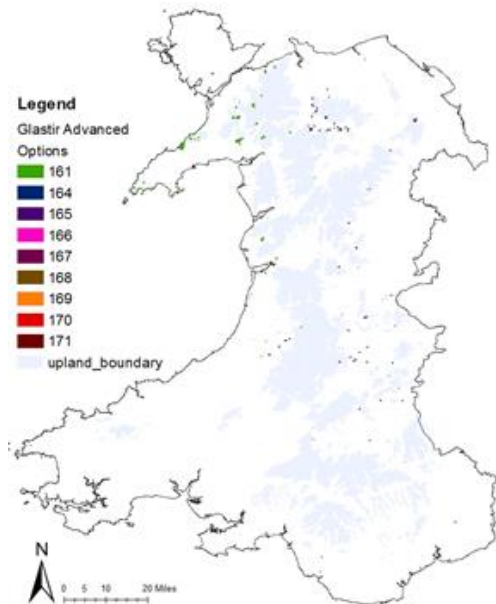 Legend
Glastir Advanced
Options
161
164
165
166
167
168
169
170
171
upland_boundary
N
0 5 10 20 Miles